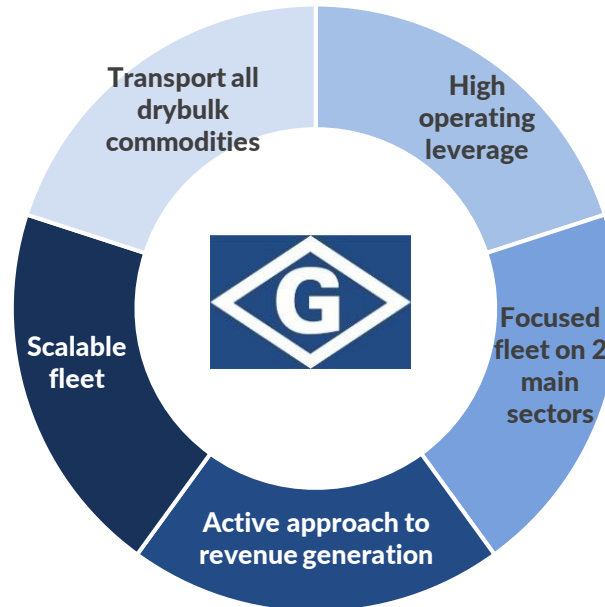 Transport all
drybulk
commodities
High
operating
leverage
Focused
fleet on 2
main
sectors
Active approach to
revenue generation
Scalable
fleet
G